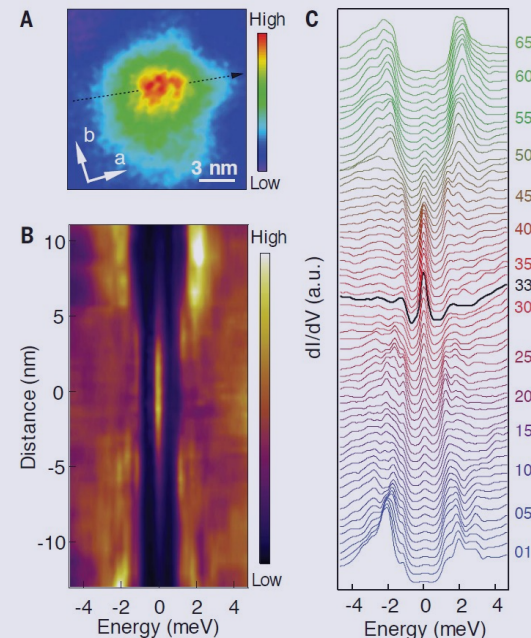 A
High
Low
b
a
3 nm
B
High
Low
Distance (nm)
10
5
0
-5
-10
-4
-2
0
2
4
Energy (meV)
C
dI/dV (a.u.)
65
60
55
50
45
40
35
33
30
25
20
15
10
05
01
-4
-2
0
2
4
Energy (meV)